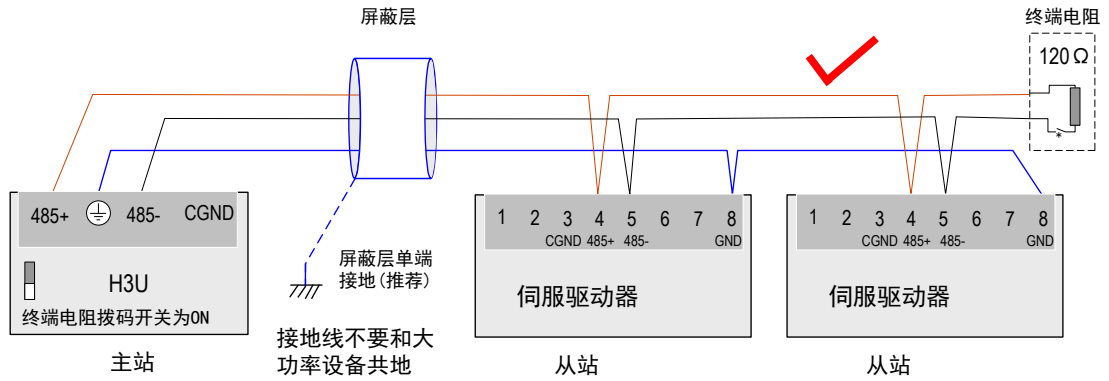 屏蔽层
终端电阻
120Ω
485+ 485- CGND
H3U
终端电阻拨码开关为ON
主站
屏蔽层单端
接地(推荐)
接地线不要和大
功率设备共地
1 2 3 4 5 6 7 8
CGND 485+ 485- GND
伺服驱动器
从站
1 2 3 4 5 6 7 8
CGND 485+ 485- GND
伺服驱动器
从站